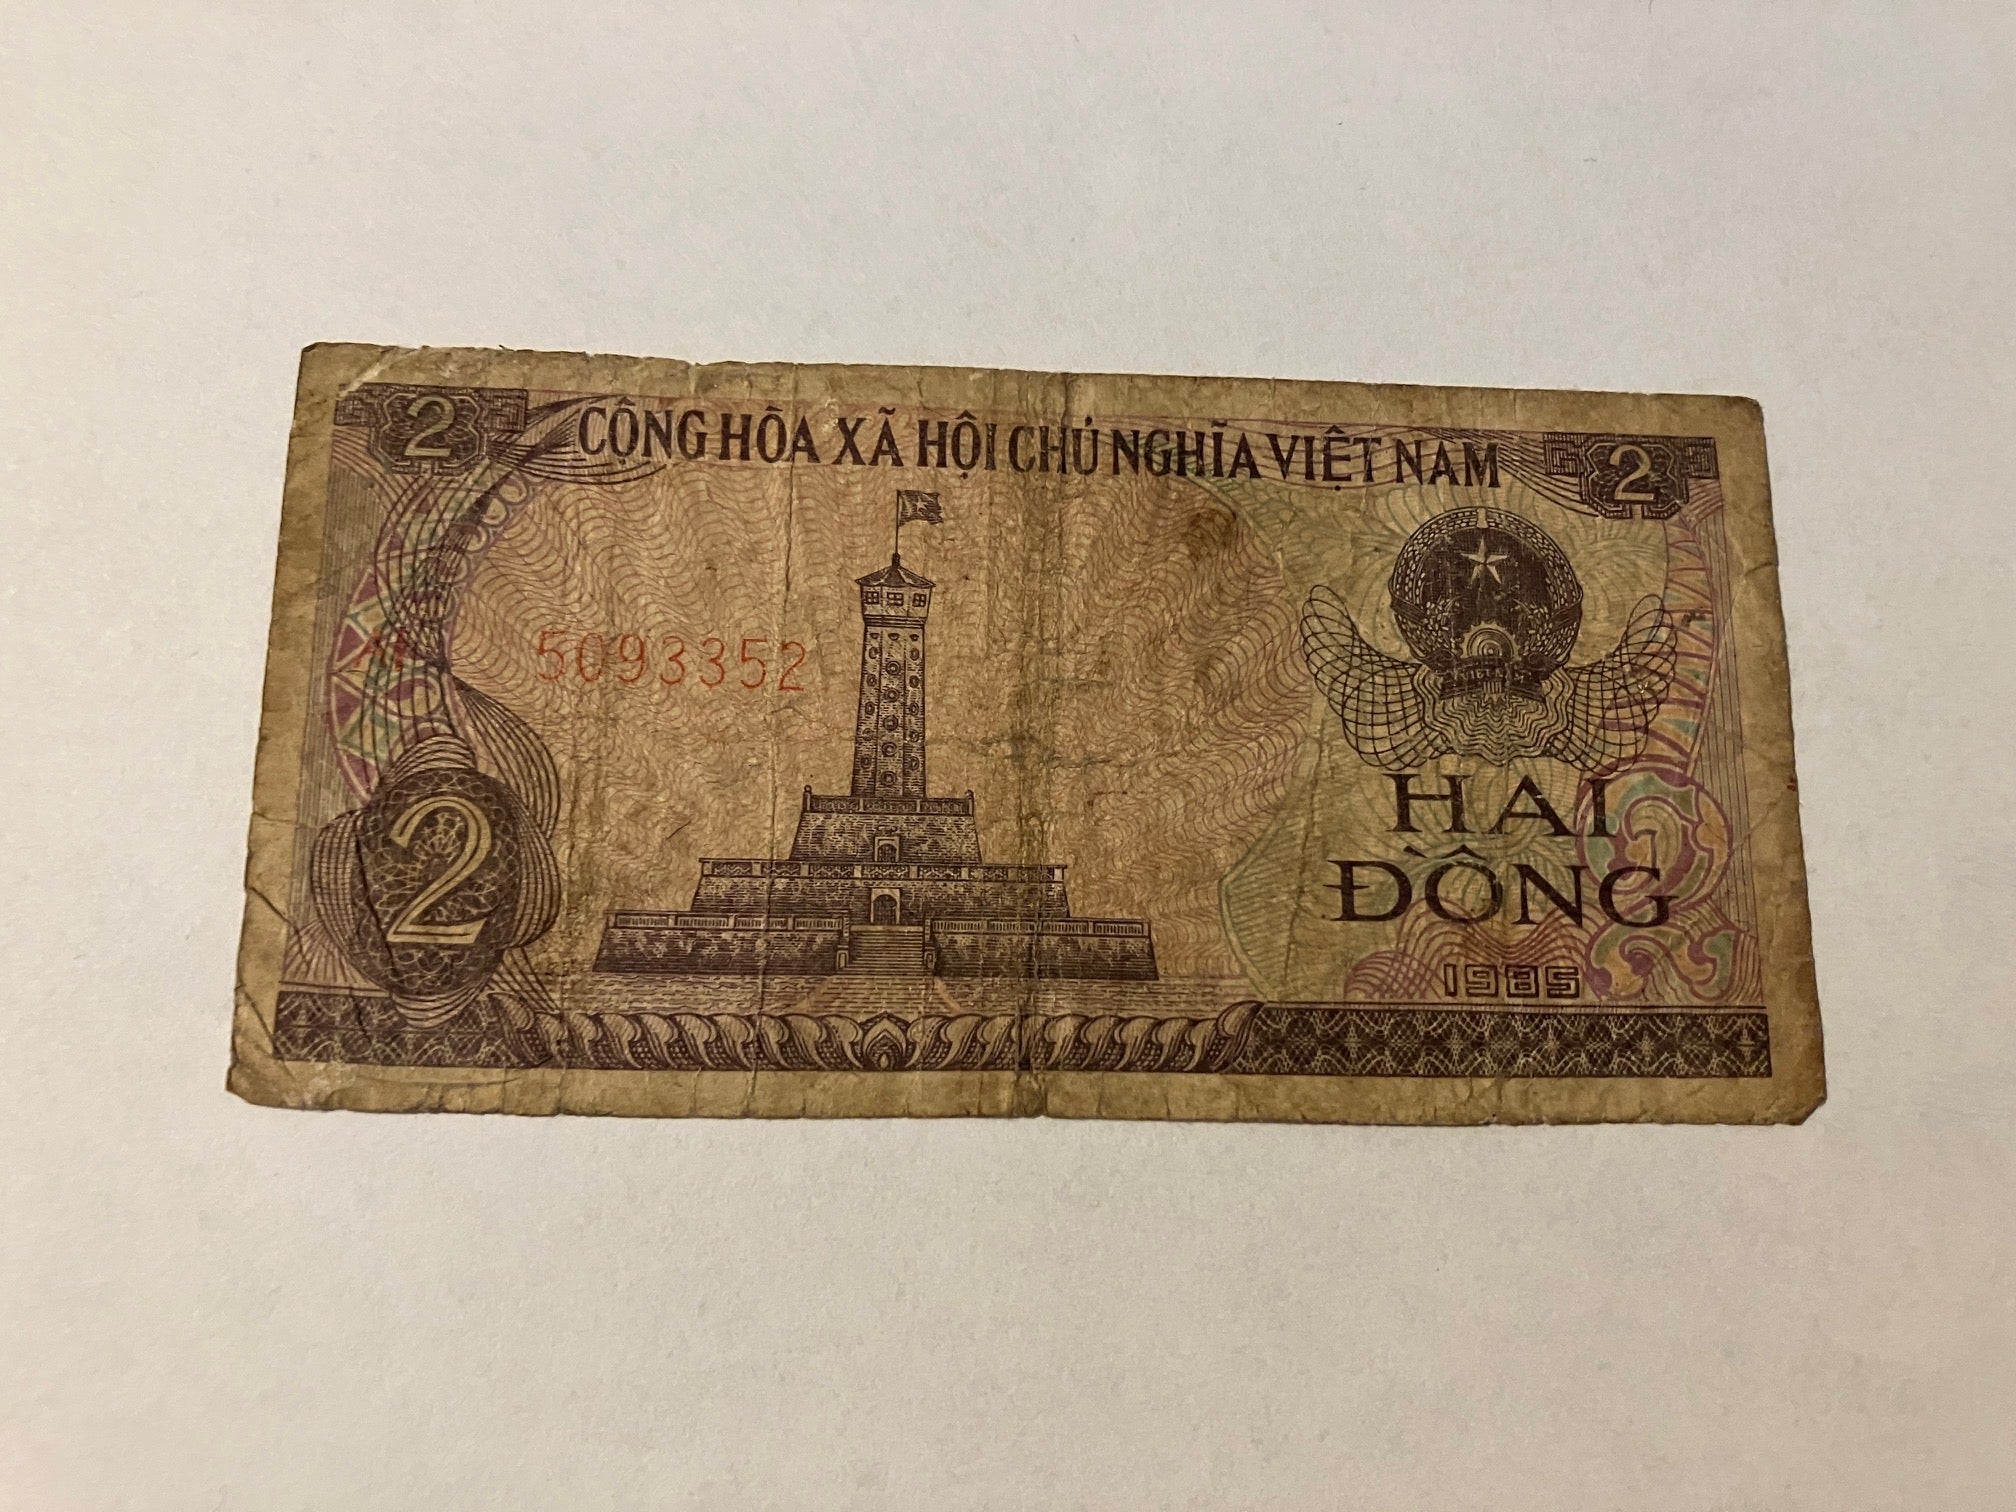 2 CỘNG HÒA XÃ HỘI CHỦ NGHĨA VIỆT NAM 2
5093352
2
HAI
ĐỒNG
1985